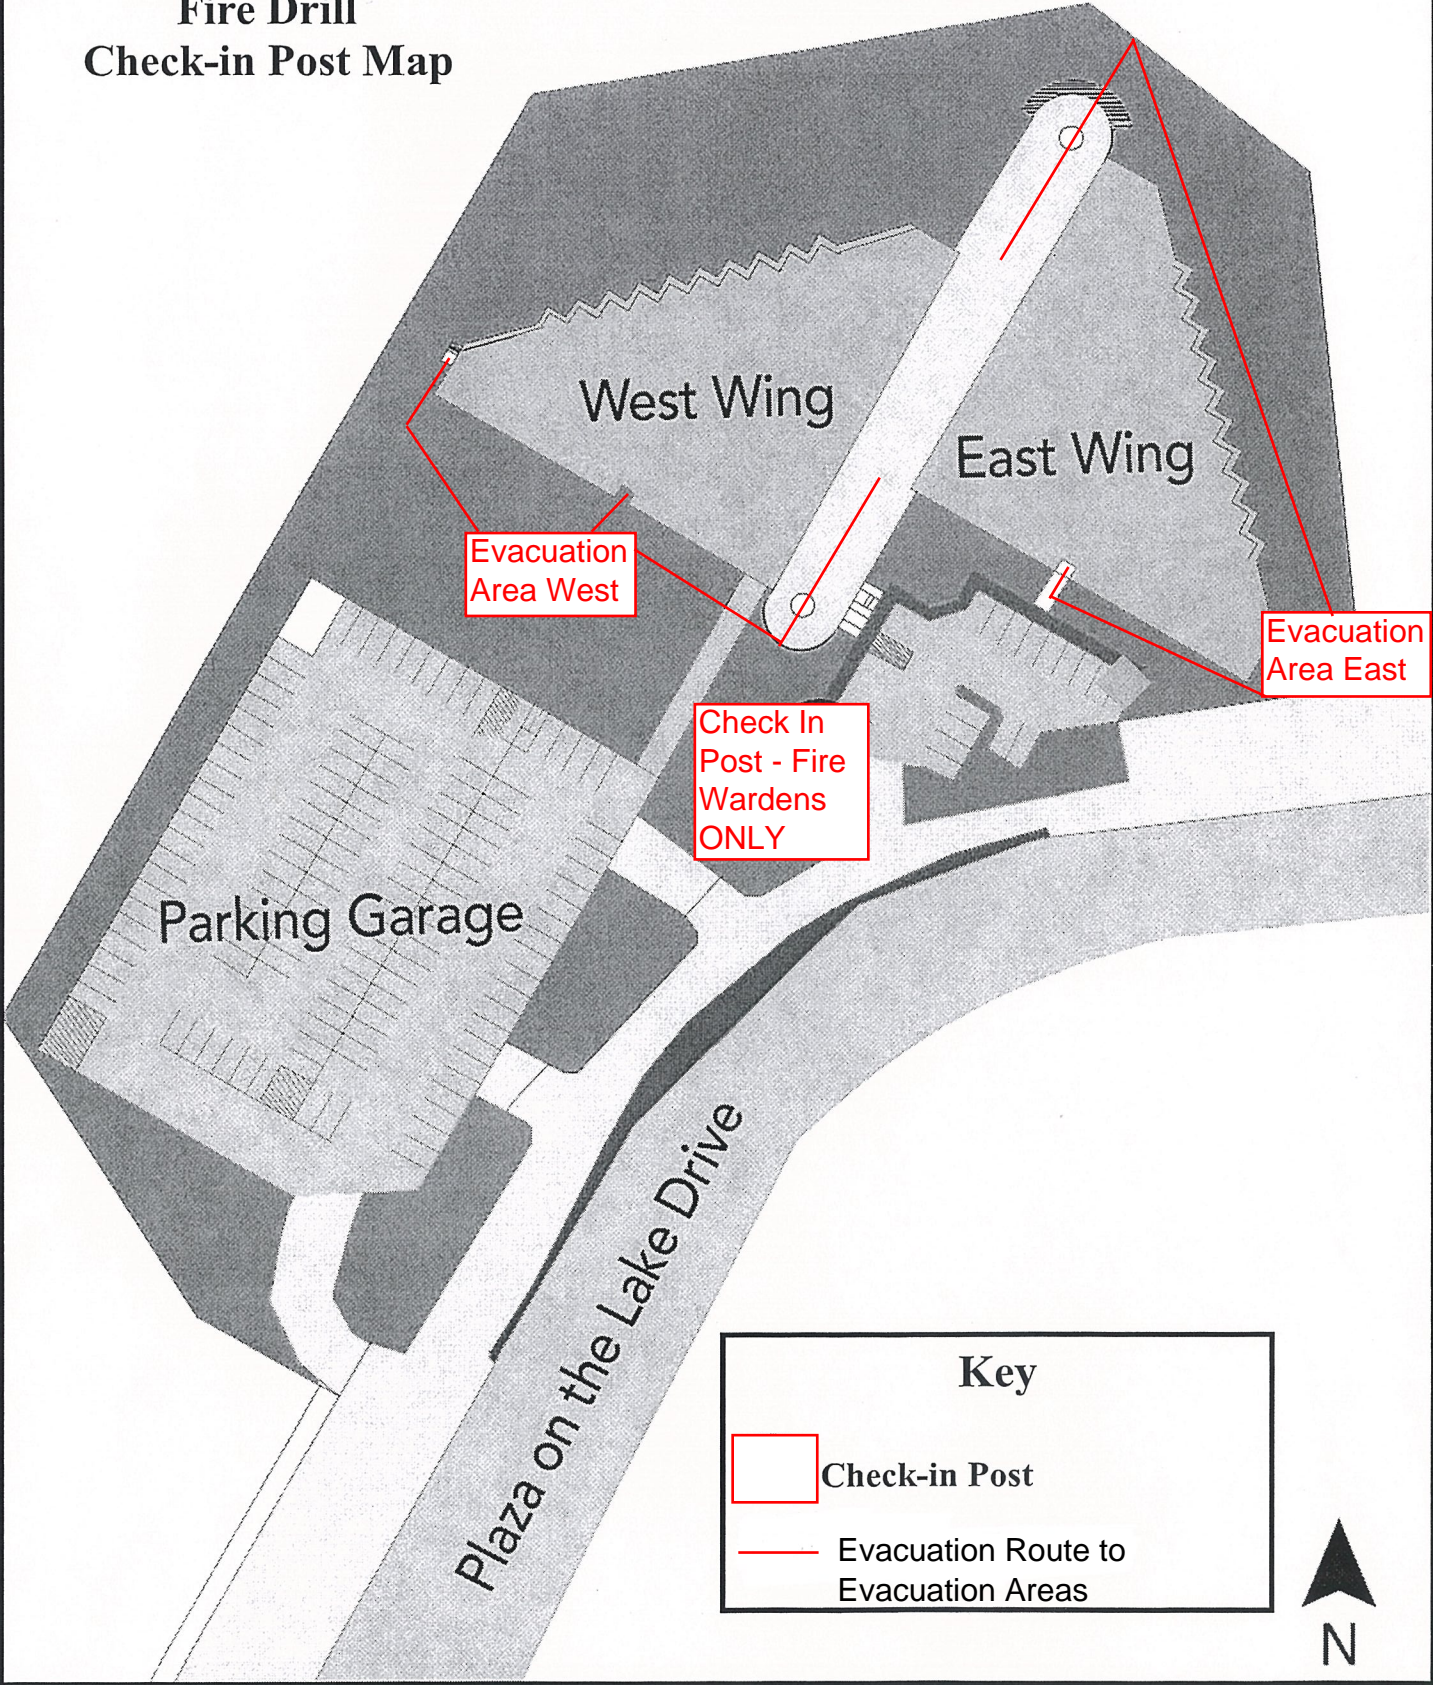 Fire Drill
Check-in Post Map
West Wing
East Wing
Evacuation
Area West
Evacuation
Area East
Check In
Post - Fire
Wardens
ONLY
Parking Garage
Plaza on the Lake Drive
Key
Check-in Post
Evacuation Route to
Evacuation Areas
N